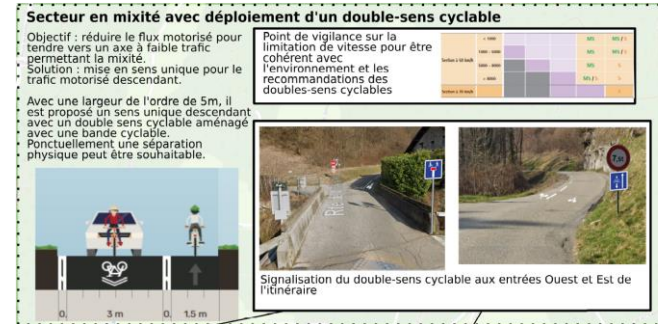 Secteur en mixité avec déploiement d'un double-sens cyclable
Objectif : réduire le flux motorisé pour
tendre vers un axe à faible trafic
permettant la mixité.
Solution : mise en sens unique pour le
trafic motorisé descendant.
Avec une largeur de l'ordre de 5m, il
est proposé un sens unique descendant
avec un double sens cyclable aménagé
avec une bande cyclable.
Ponctuellement une séparation
physique peut être souhaitable.
Point de vigilance sur la
limitation de vitesse pour être
cohérent avec
l'environnement et les
recommandations des
doubles-sens cyclables
0.
3 m
0.
1.5 m
Signalisation du double-sens cyclable aux entrées Ouest et Est de
l'itinéraire